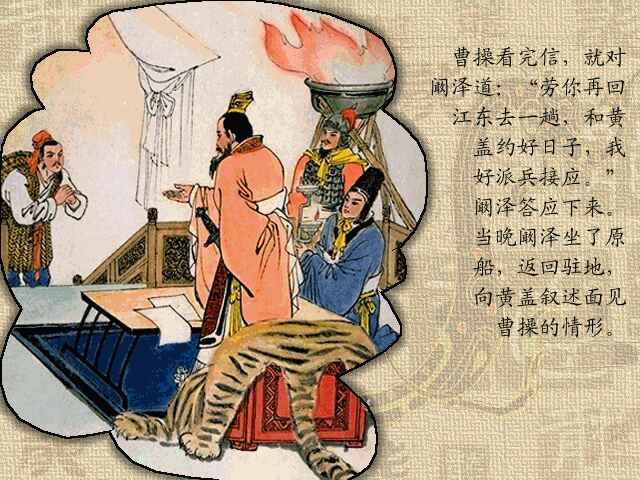 曹操看完信，就对
阚泽道：“劳你再回
江东去一趟，和黄
盖约好日子，我
好派兵接应。”
阚泽答应下来。
当晚阚泽坐了原
船，返回驻地，
向黄盖叙述面见
曹操的情形。